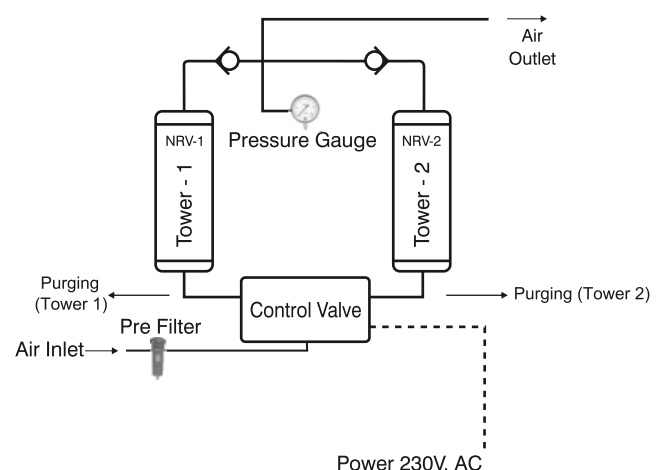 Air
Outlet
Pressure Gauge
NRV-1
Tower - 1
NRV-2
Tower - 2
Purging
(Tower 1)
Control Valve
Purging (Tower 2)
Pre Filter
Air Inlet
Power 230V, AC